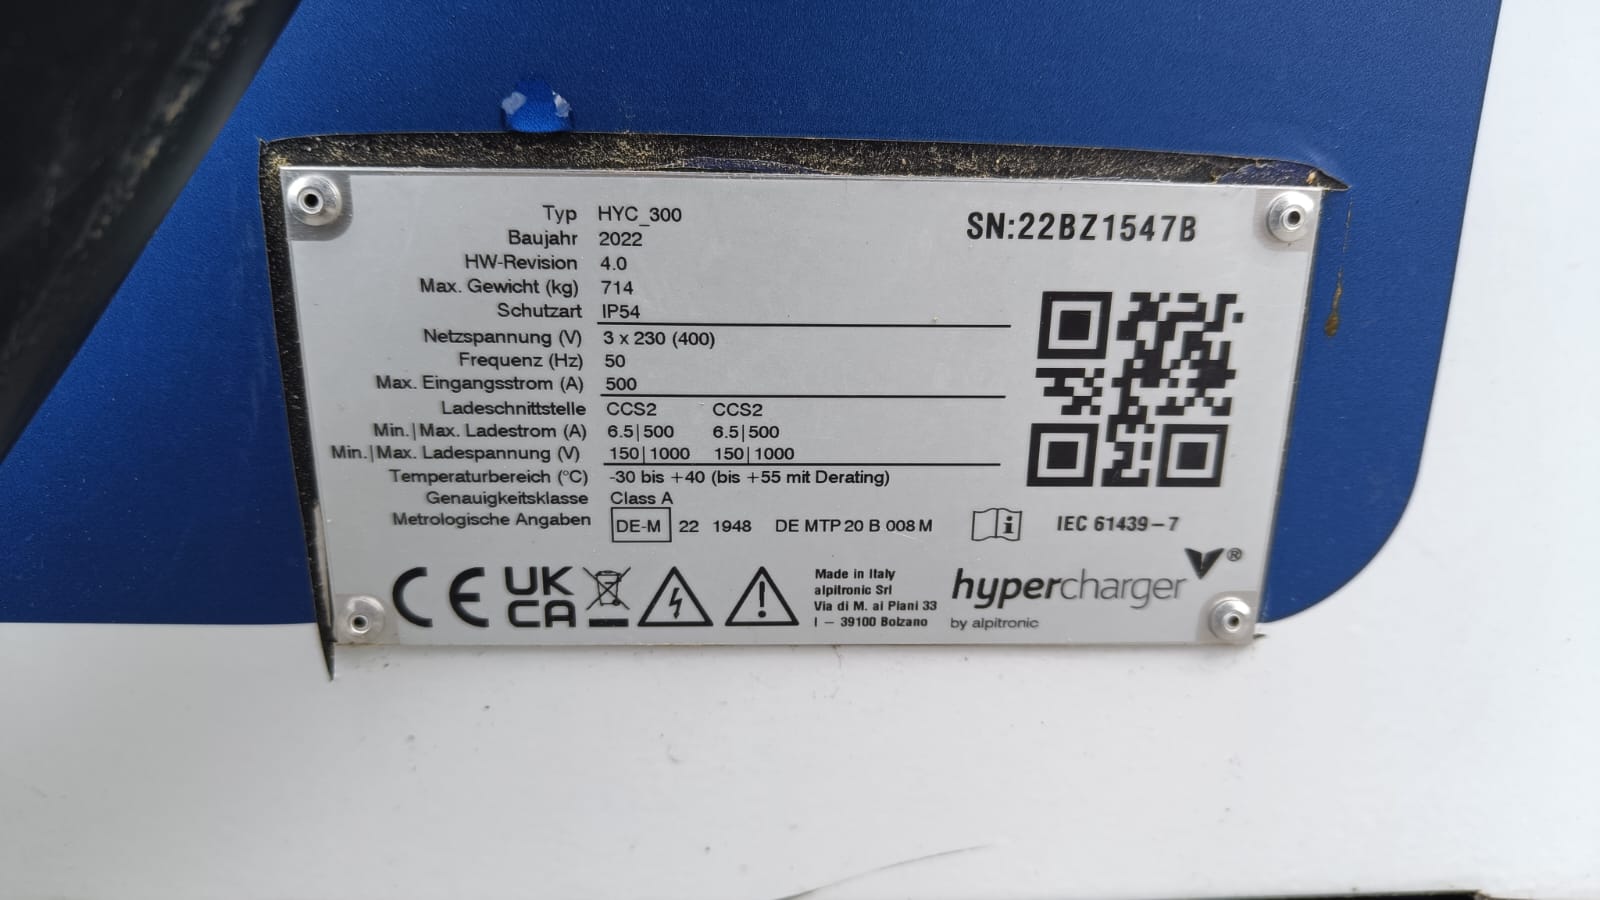 Typ HYC_300
SN:22BZ1547B
Baujahr 2022
HW-Revision 4.0
Max. Gewicht (kg) 714
Schutzart IP54
Netzspannung (V) 3 x 230 (400)
Frequenz (Hz) 50
Max. Eingangsstrom (A) 500
Ladeschnittstelle CCS2 CCS2
Min.|Max. Ladestrom (A) 6.5|500 6.5|500
Min.|Max. Ladespannung (V) 150|1000 150|1000
Temperaturbereich (°C) -30 bis +40 (bis +55 mit Derating)
Genauigkeitsklasse Class A
Metrologische Angaben DE-M 22 1948 DE MTP 20 B 008 M
i
IEC 61439-7
CE
UK
CA
Made in Italy
alpitronic Srl
Via di M. ai Piani 33
I - 39100 Bolzano
hypercharger®
by alpitronic